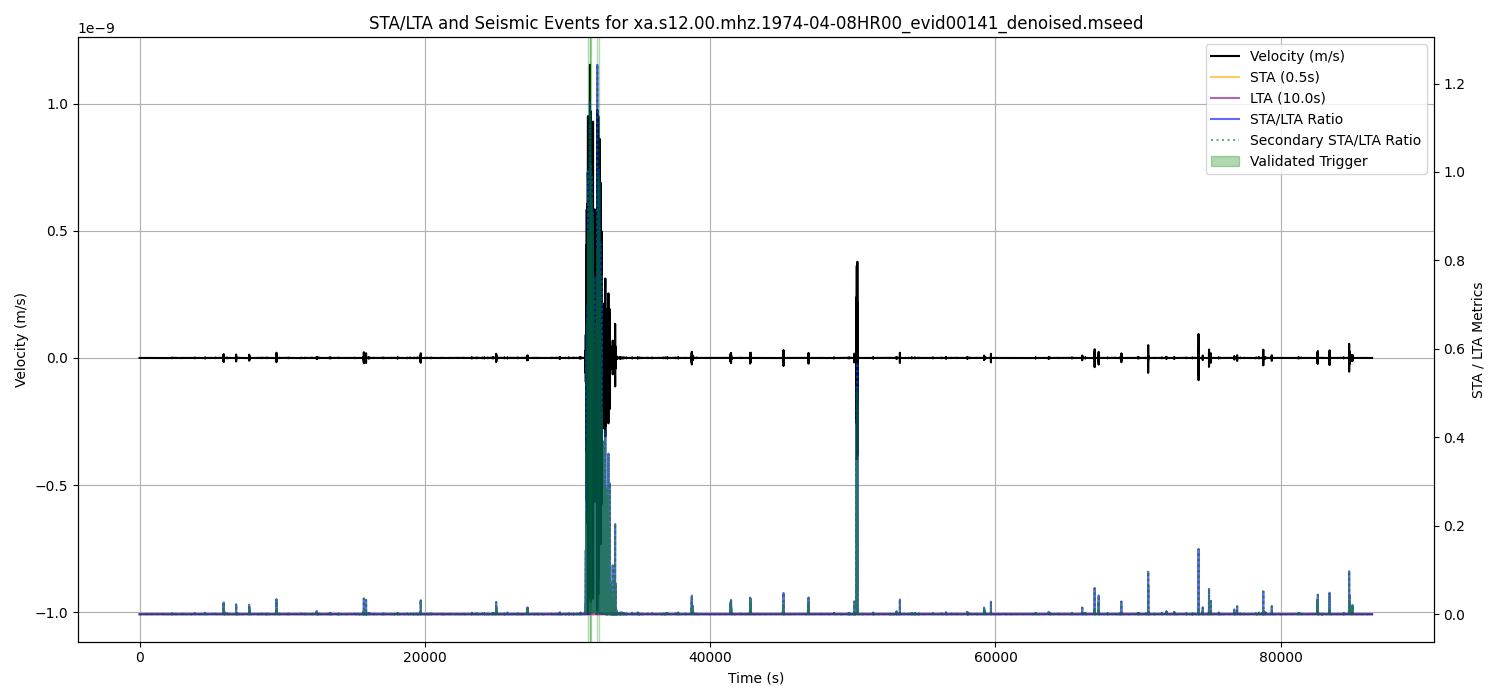 STA/LTA and Seismic Events for xa.s12.00.mhz.1974-04-08HR00_evid00141_denoised.mseed
1e−9
Velocity (m/s)
STA (0.5s)
LTA (10.0s)
STA/LTA Ratio
Secondary STA/LTA Ratio
Validated Trigger
1.0
0.5
0.0
−0.5
−1.0
Velocity (m/s)
1.2
1.0
0.8
0.6
0.4
0.2
0.0
STA / LTA Metrics
0 20000 40000 60000 80000
Time (s)